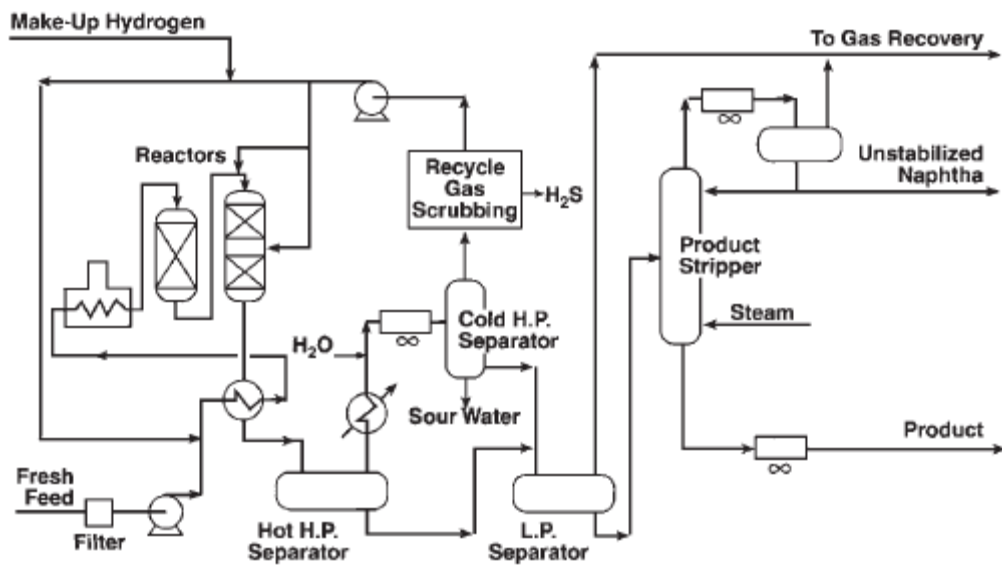 Make-Up Hydrogen
To Gas Recovery
Reactors
Recycle
Gas
Scrubbing
H₂S
Unstabilized
Naphtha
Product
Stripper
Cold H.P.
Separator
Steam
H₂O
Sour Water
Product
Fresh
Feed
Filter
Hot H.P.
Separator
L.P.
Separator